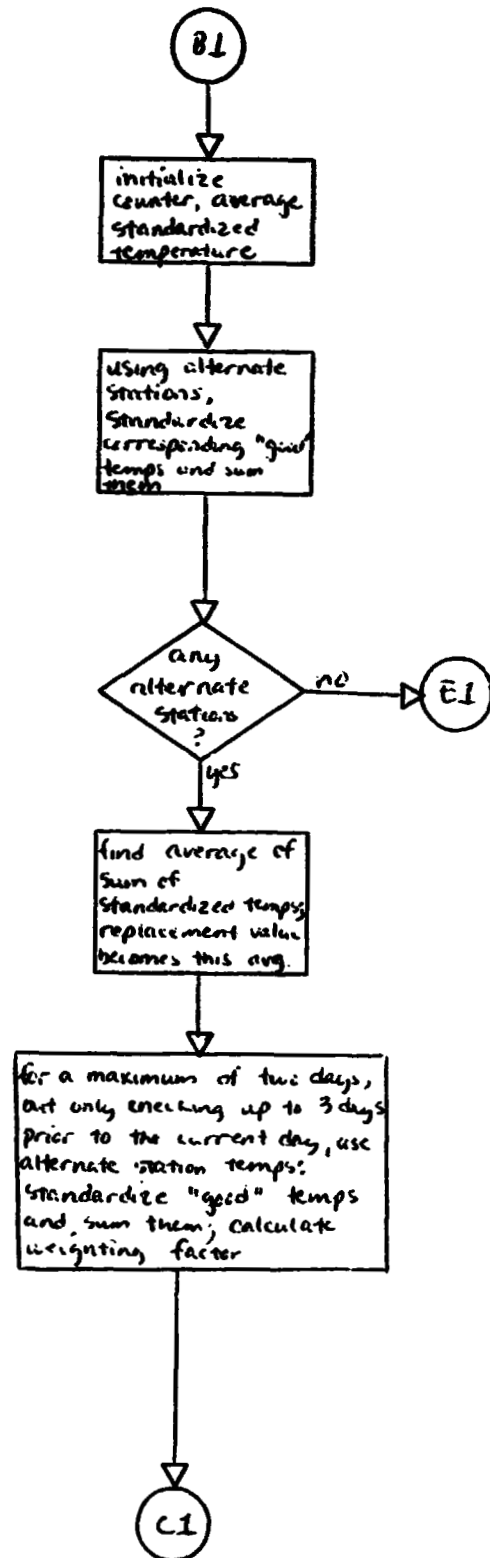 B1
initialize
counter, average
standardized
temperature
using alternate
stations,
standardize
corresponding "good"
temps and sum
them
any
alternate
stations
?
no
E1
yes
find average of
sum of
standardized temps;
replacement value
becomes this avg.
for a maximum of two days,
but only checking up to 3 days
prior to the current day, use
alternate station temps:
standardize "good" temps
and sum them; calculate
weighting factor
C1